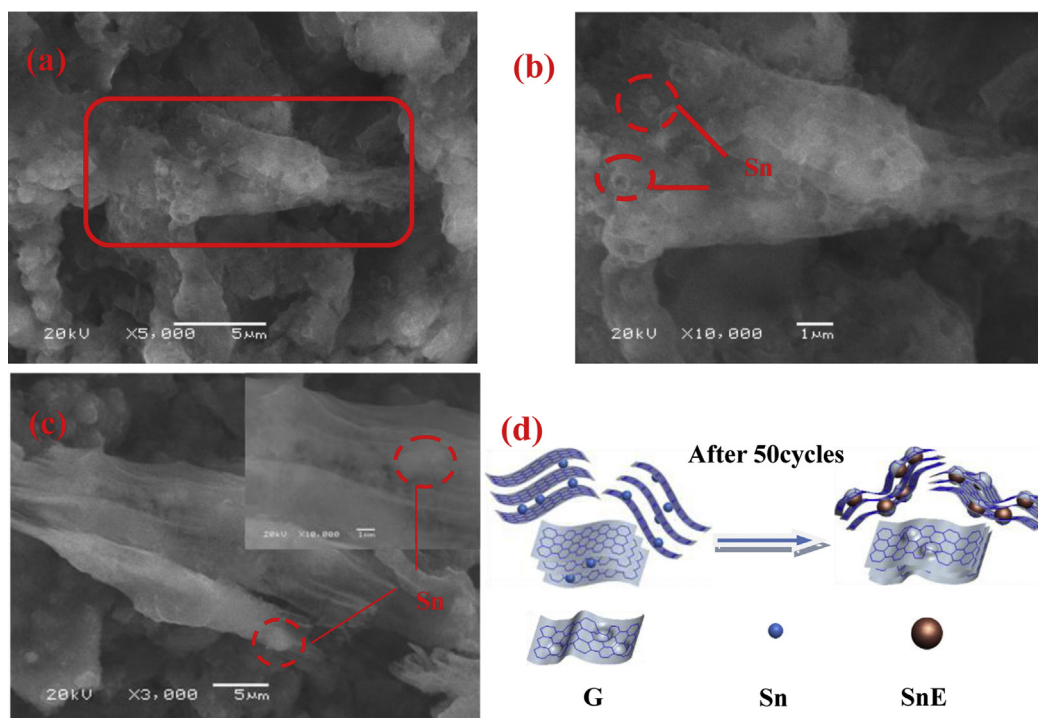 (a)
20kV X5,000 5μm
(b)
Sn
20kV X10,000 1μm
(c)
20kV X10,000 1μm
Sn
20kV X3,000 5μm
(d)
After 50cycles
G Sn SnE